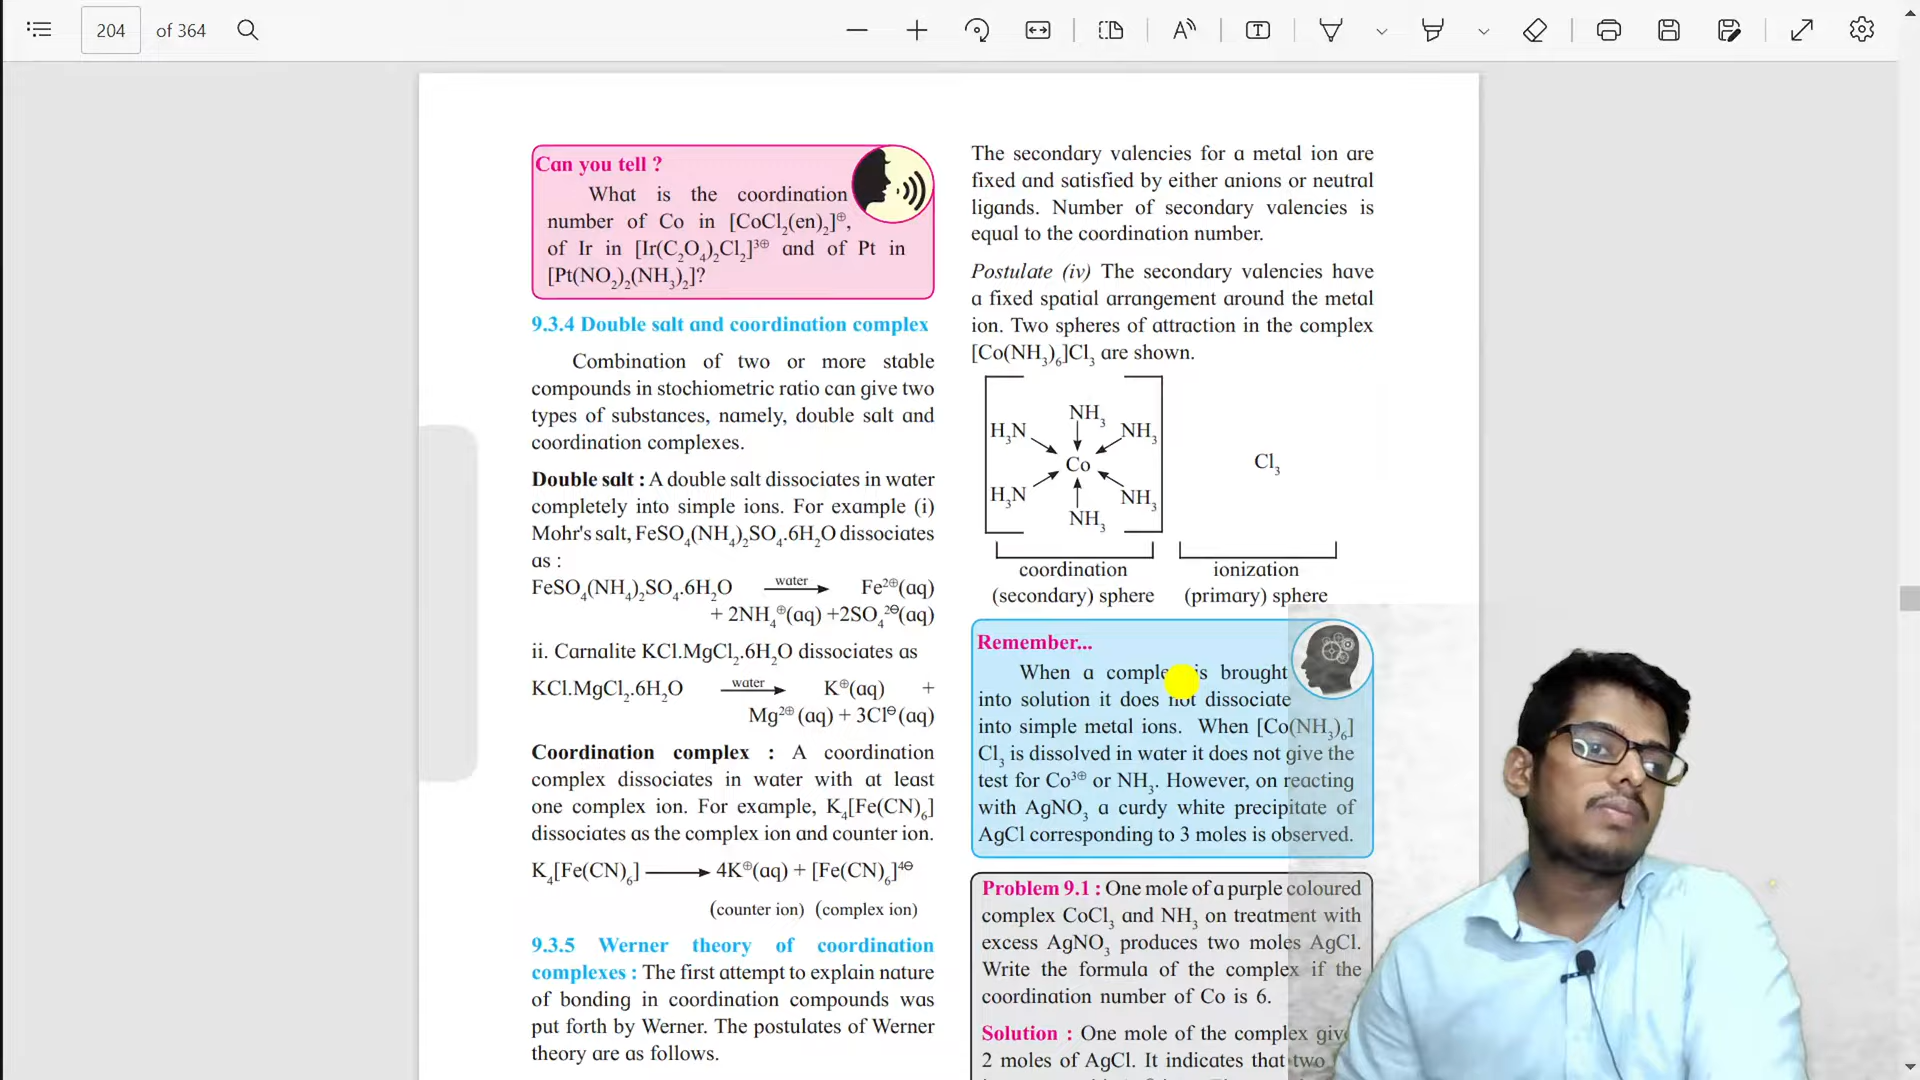 204 of 364
Can you tell ?
What is the coordination
number of Co in [CoCl₂(en)₂]⊕,
of Ir in [Ir(C₂O₄)₂Cl₂]³⊕ and of Pt in
[Pt(NO₂)₂(NH₃)₂]?
9.3.4 Double salt and coordination complex
Combination of two or more stable
compounds in stochiometric ratio can give two
types of substances, namely, double salt and
coordination complexes.
Double salt : A double salt dissociates in water
completely into simple ions. For example (i)
Mohr's salt, FeSO₄(NH₄)₂SO₄.6H₂O dissociates
as :
FeSO₄(NH₄)₂SO₄.6H₂O water Fe²⊕(aq)
+ 2NH₄⊕(aq) +2SO₄²⊖(aq)
ii. Carnalite KCl.MgCl₂.6H₂O dissociates as
KCl.MgCl₂.6H₂O water K⊕(aq) +
Mg²⊕ (aq) + 3Cl⊖(aq)
Coordination complex : A coordination
complex dissociates in water with at least
one complex ion. For example, K₄[Fe(CN)₆]
dissociates as the complex ion and counter ion.
K₄[Fe(CN)₆] ⟶ 4K⊕(aq) + [Fe(CN)₆]⁴⊖
(counter ion) (complex ion)
9.3.5 Werner theory of coordination
complexes : The first attempt to explain nature
of bonding in coordination compounds was
put forth by Werner. The postulates of Werner
theory are as follows.
The secondary valencies for a metal ion are
fixed and satisfied by either anions or neutral
ligands. Number of secondary valencies is
equal to the coordination number.
Postulate (iv) The secondary valencies have
a fixed spatial arrangement around the metal
ion. Two spheres of attraction in the complex
[Co(NH₃)₆]Cl₃ are shown.
NH₃
H₃N NH₃
Co Cl₃
H₃N NH₃
NH₃
coordination ionization
(secondary) sphere (primary) sphere
Remember...
When a complex is brought
into solution it does not dissociate
into simple metal ions. When [Co(NH₃)₆]
Cl₃ is dissolved in water it does not give the
test for Co³⊕ or NH₃. However, on reacting
with AgNO₃ a curdy white precipitate of
AgCl corresponding to 3 moles is observed.
Problem 9.1 : One mole of a purple coloured
complex CoCl₃ and NH₃ on treatment with
excess AgNO₃ produces two moles AgCl.
Write the formula of the complex if the
coordination number of Co is 6.
Solution : One mole of the complex give
2 moles of AgCl. It indicates that two